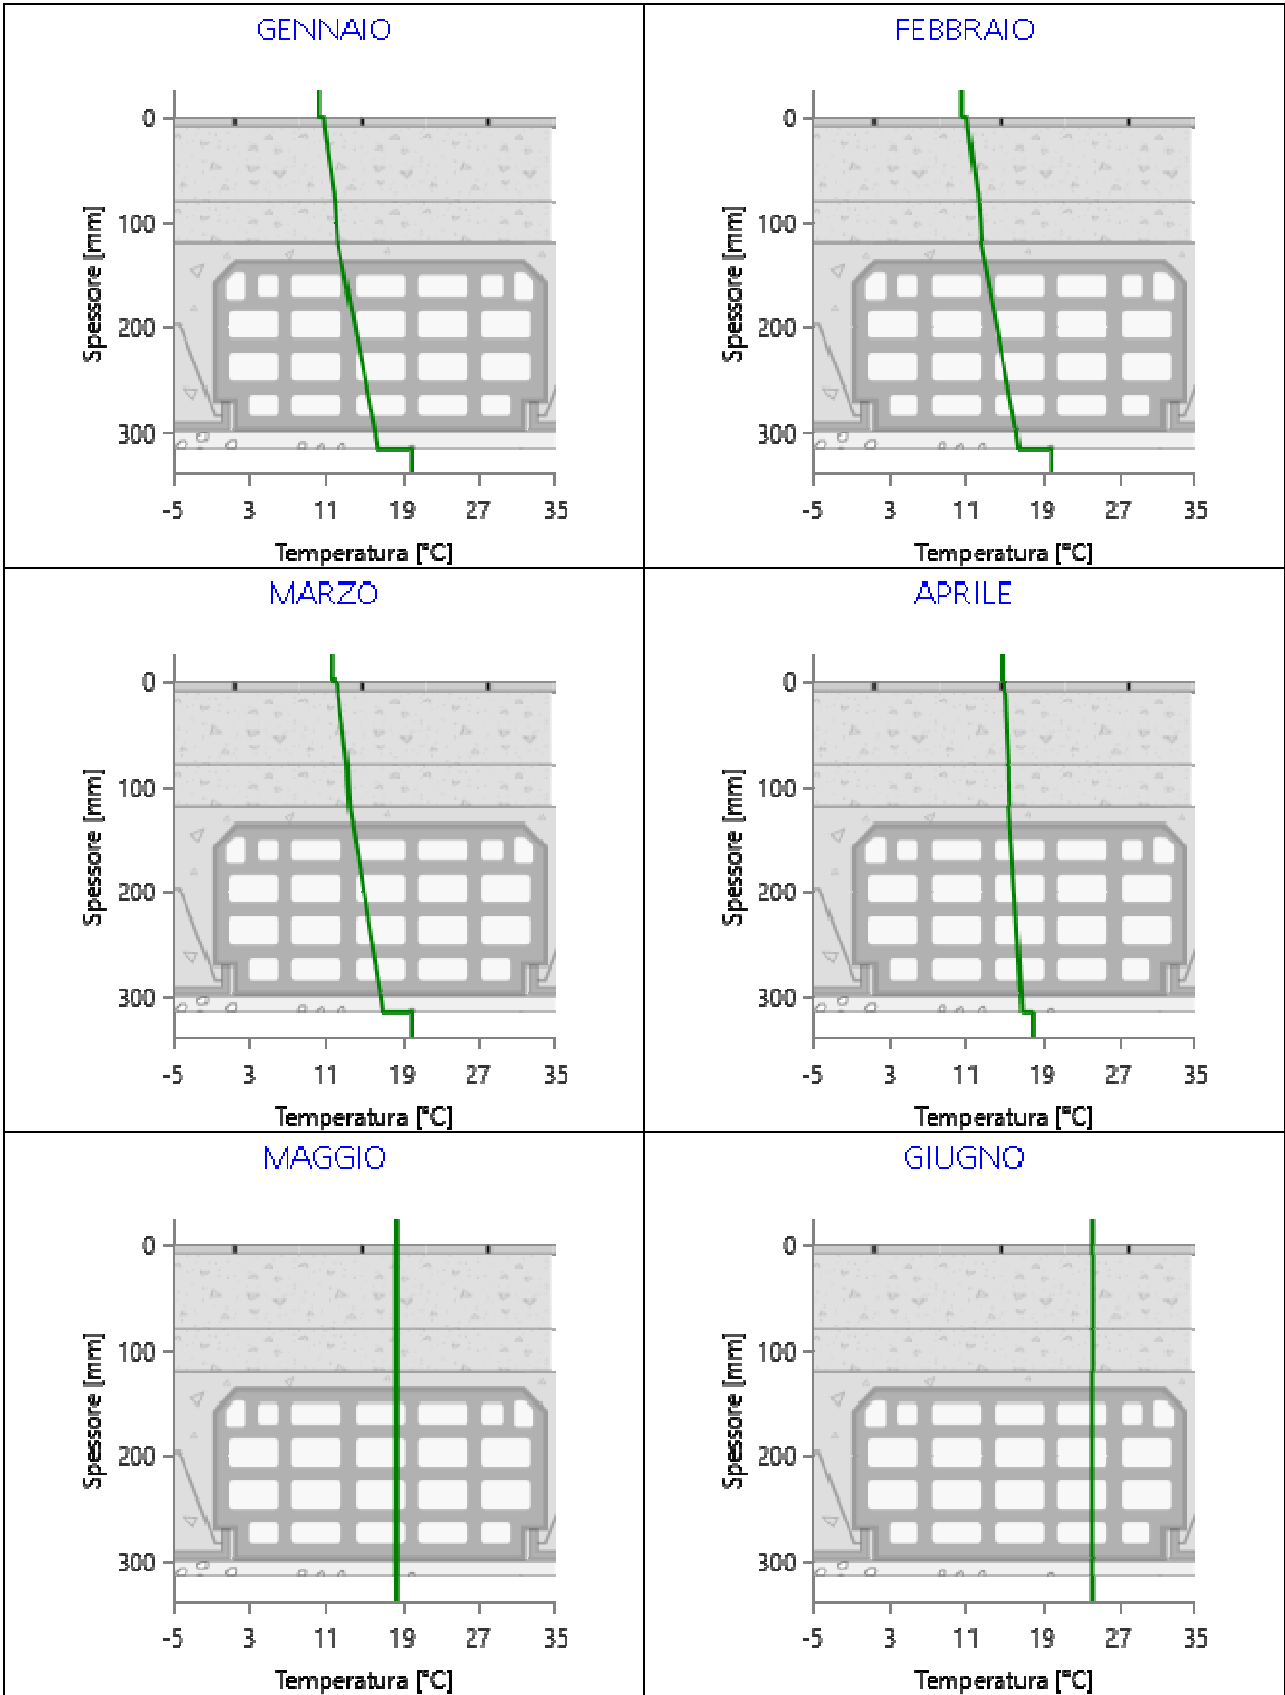 GENNAIO
0
100
200
300
Spessore [mm]
-5 3 11 19 27 35
Temperatura [°C]
FEBBRAIO
0
100
200
300
Spessore [mm]
-5 3 11 19 27 35
Temperatura [°C]
MARZO
0
100
200
300
Spessore [mm]
-5 3 11 19 27 35
Temperatura [°C]
APRILE
0
100
200
300
Spessore [mm]
-5 3 11 19 27 35
Temperatura [°C]
MAGGIO
0
100
200
300
Spessore [mm]
-5 3 11 19 27 35
Temperatura [°C]
GIUGNO
0
100
200
300
Spessore [mm]
-5 3 11 19 27 35
Temperatura [°C]